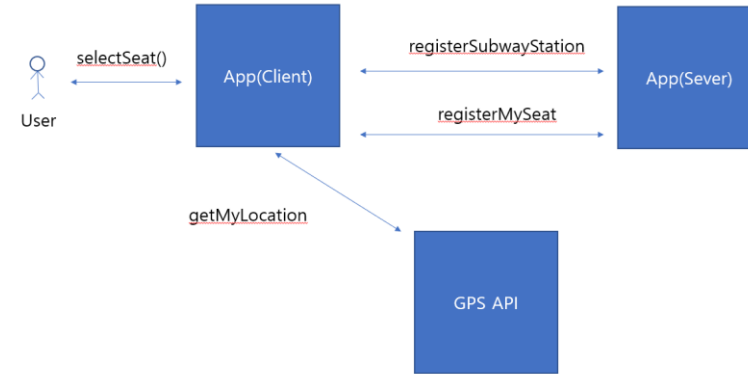 registerSubwayStation
selectSeat()
App(Client)
App(Sever)
User
registerMySeat
getMyLocation
GPS API